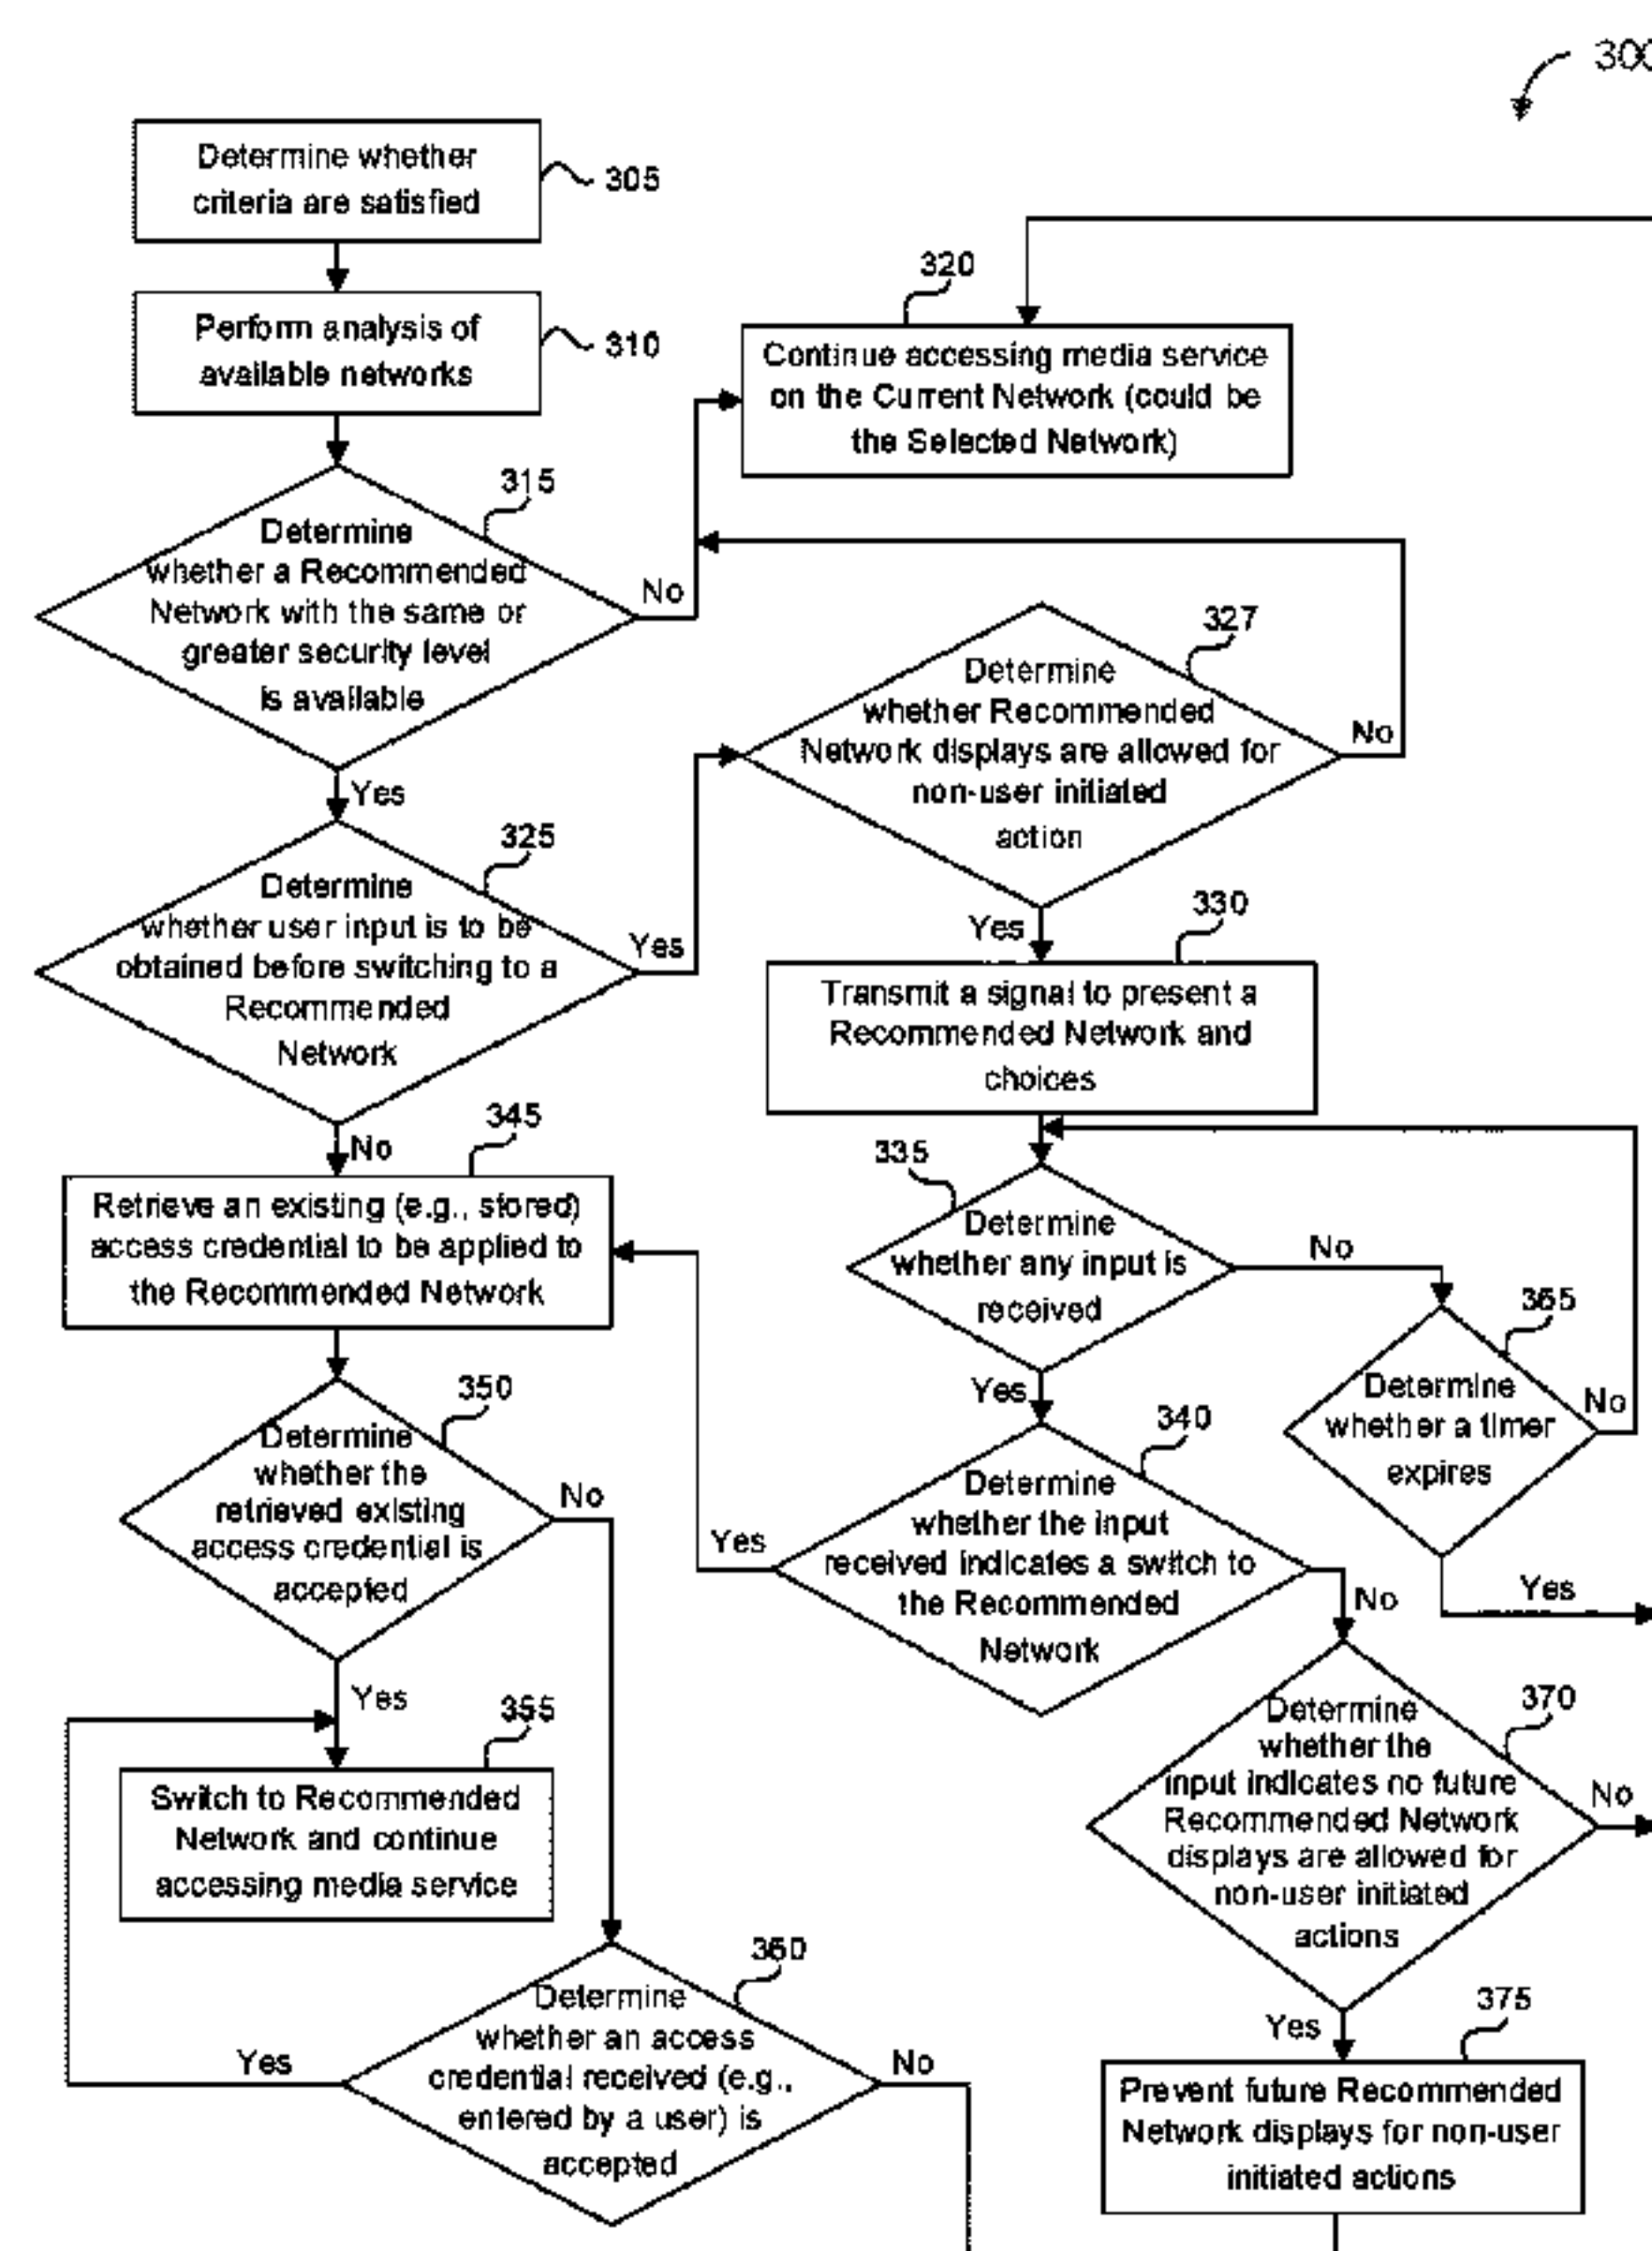 300
Determine whether
criteria are satisfied
305
Perform analysis of
available networks
310
320
Continue accessing media service
on the Current Network (could be
the Selected Network)
315
Determine
whether a Recommended
Network with the same or
greater security level
is available
No
Yes
327
Determine
whether Recommended
Network displays are allowed for
non-user initiated
action
No
Yes
325
Determine
whether user input is to be
obtained before switching to a
Recommended
Network
Yes
No
330
Transmit a signal to present a
Recommended Network and
choices
345
Retrieve an existing (e.g., stored)
access credential to be applied to
the Recommended Network
335
Determine
whether any input is
received
No
Yes
365
Determine
whether a timer
expires
No
Yes
350
Determine
whether the
retrieved existing
access credential is
accepted
No
Yes
340
Determine
whether the input
received indicates a switch to
the Recommended
Network
Yes
No
355
Switch to Recommended
Network and continue
accessing media service
370
Determine
whether the
input indicates no future
Recommended Network
displays are allowed for
non-user initiated
actions
No
Yes
360
Determine
whether an access
credential received (e.g.,
entered by a user) is
accepted
Yes
No
375
Prevent future Recommended
Network displays for non-user
initiated actions